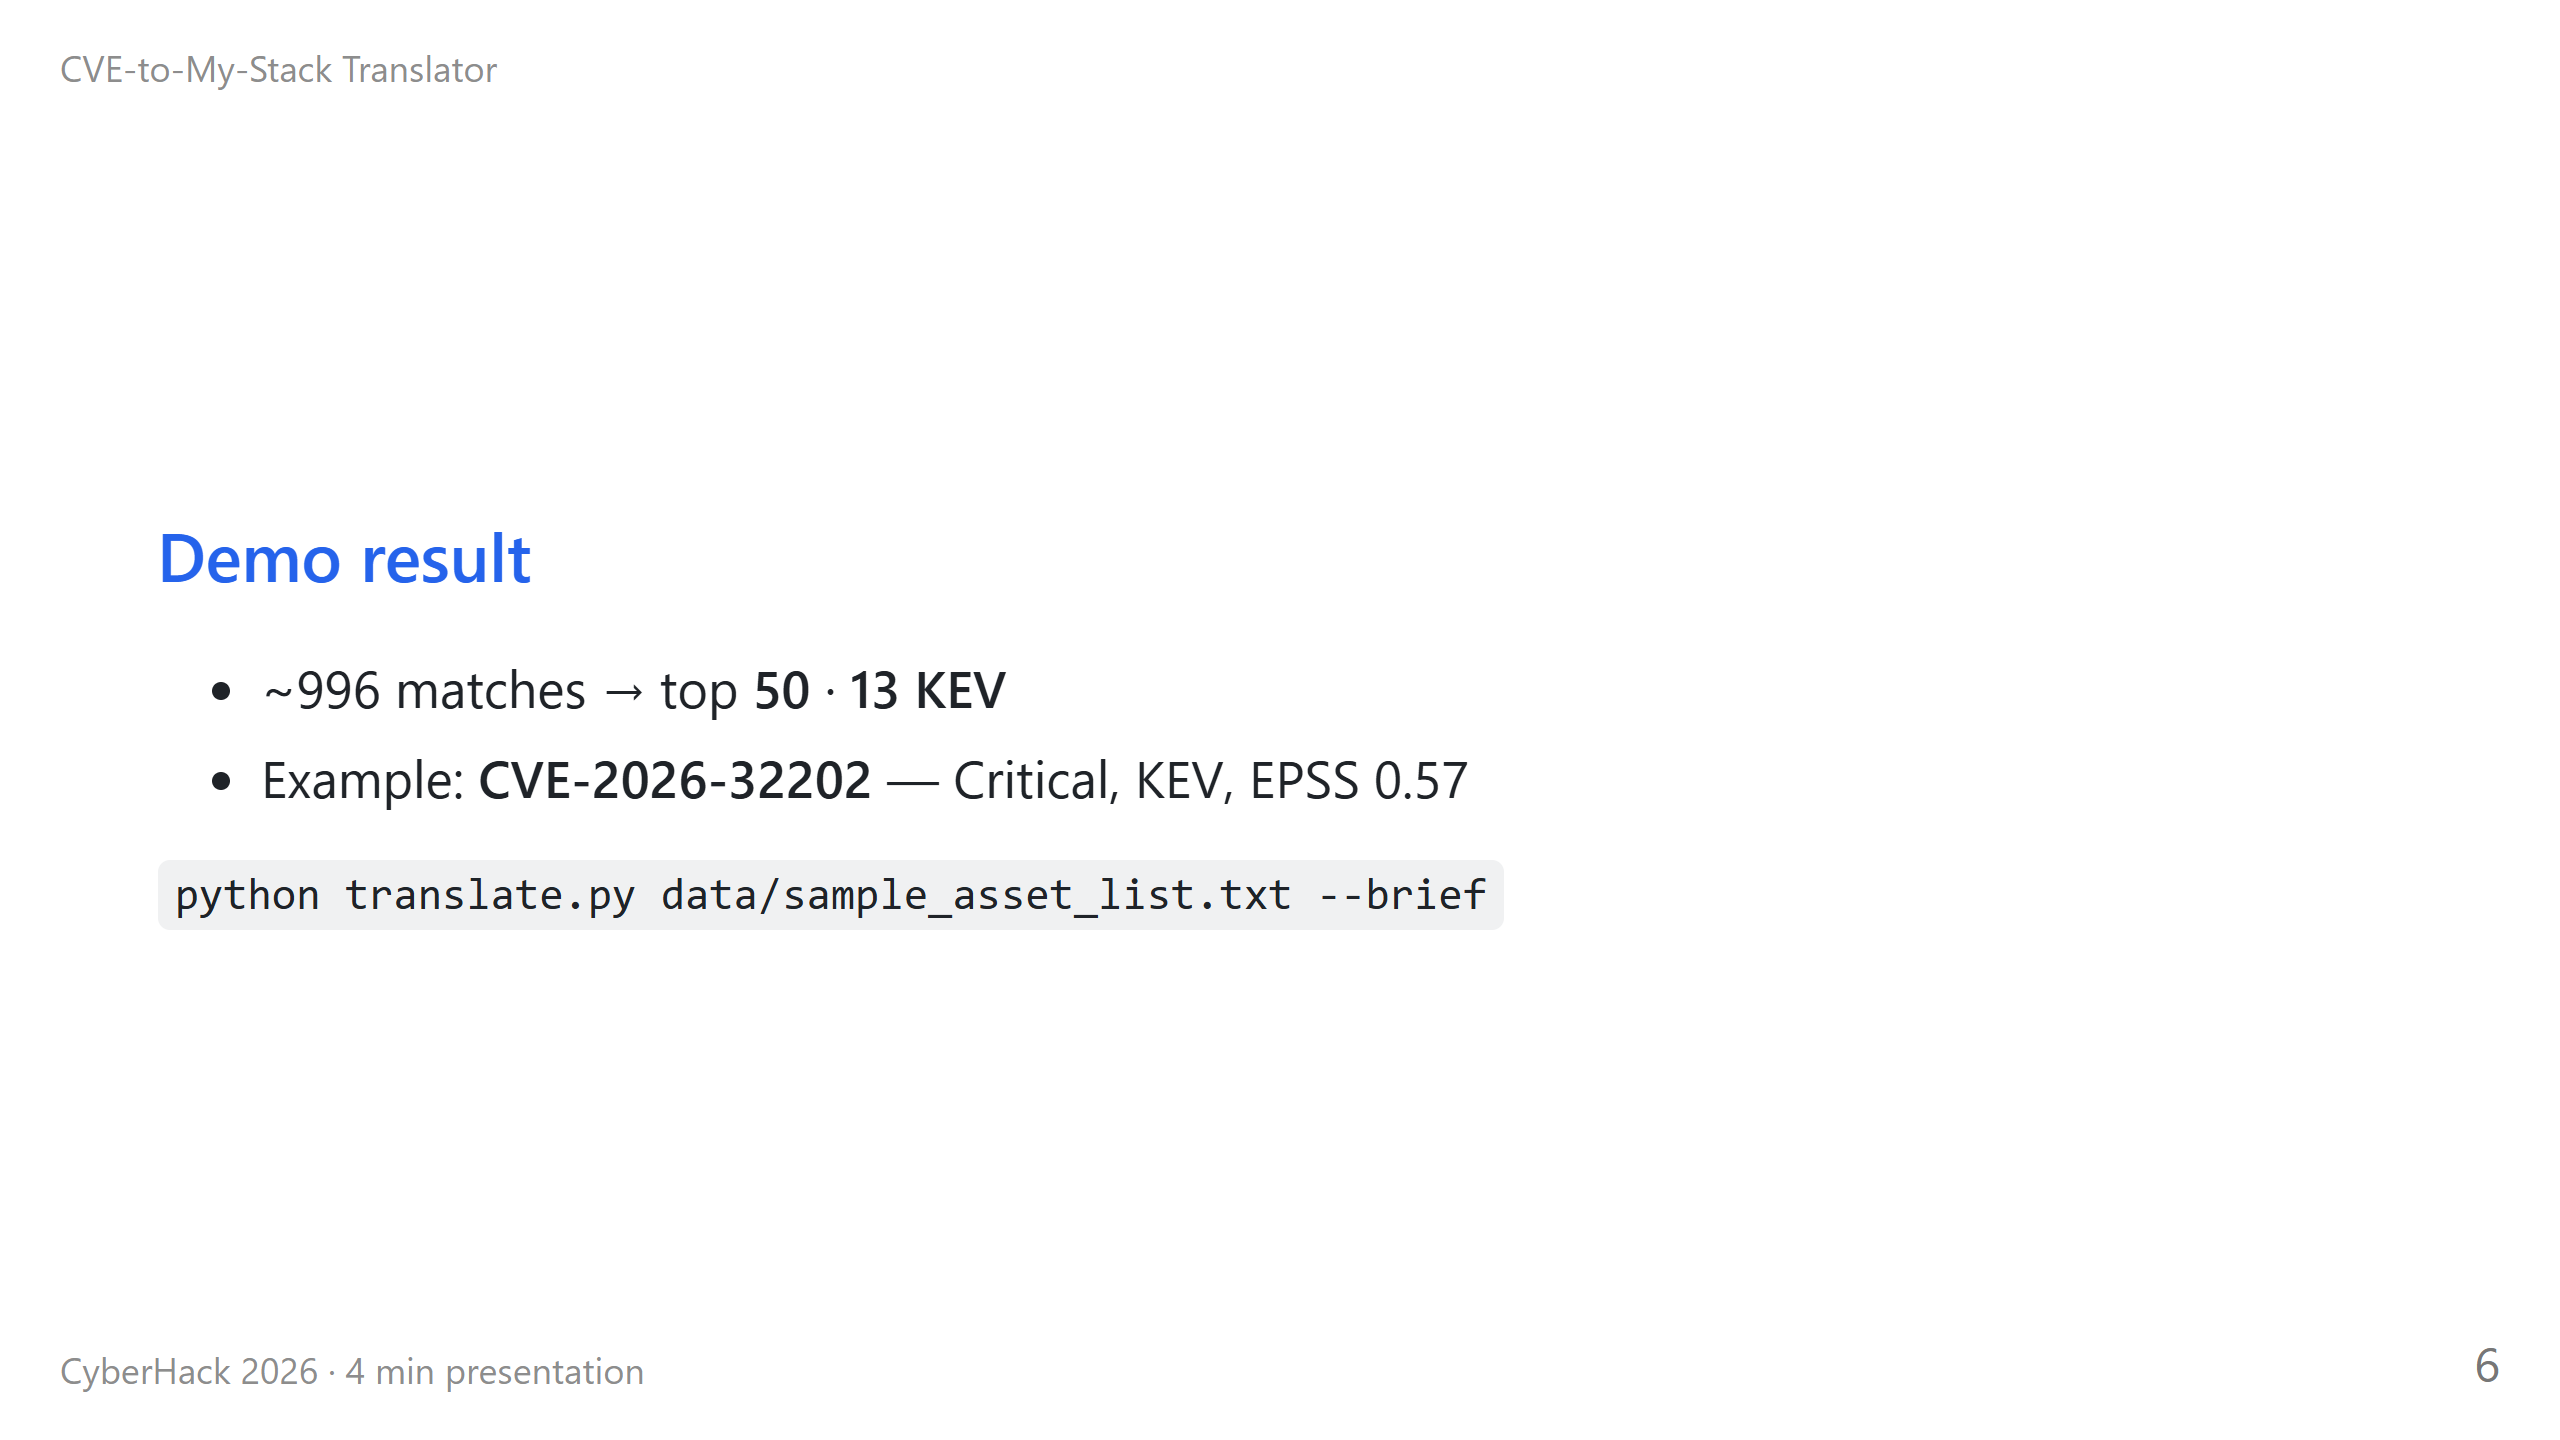 CVE-to-My-Stack Translator
Demo result
• ~996 matches → top 50 · 13 KEV
• Example: CVE-2026-32202 — Critical, KEV, EPSS 0.57
python translate.py data/sample_asset_list.txt --brief
CyberHack 2026 · 4 min presentation
6